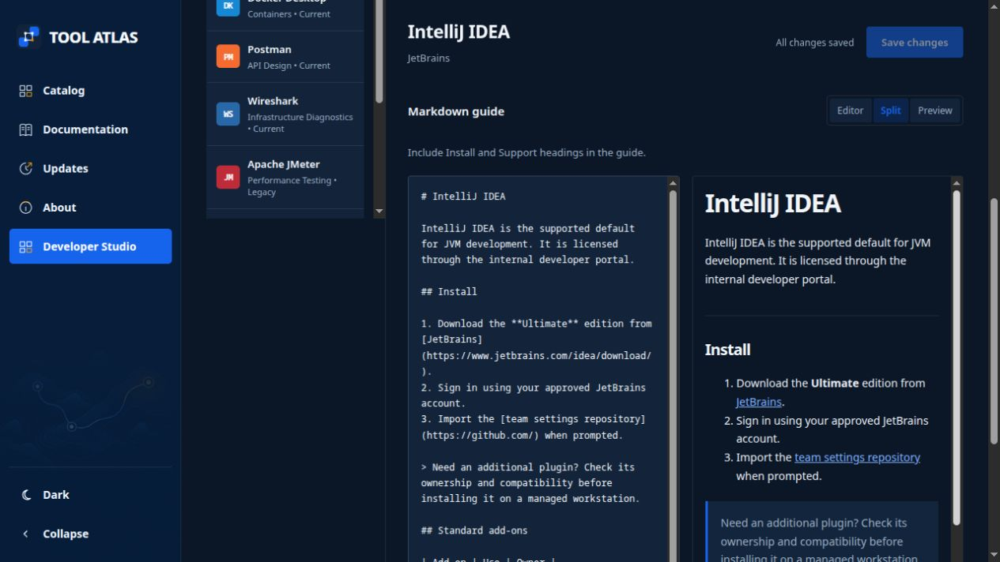 TOOL ATLAS
Catalog
Documentation
Updates
About
Developer Studio
Dark
Collapse
DK
Docker Desktop
Containers • Current
PM
Postman
API Design • Current
WS
Wireshark
Infrastructure Diagnostics
• Current
JM
Apache JMeter
Performance Testing •
Legacy
IntelliJ IDEA
JetBrains
All changes saved
Save changes
Markdown guide
Editor
Split
Preview
Include Install and Support headings in the guide.
# IntelliJ IDEA
IntelliJ IDEA is the supported default
for JVM development. It is licensed
through the internal developer portal.
## Install
1. Download the **Ultimate** edition from
[JetBrains]
(https://www.jetbrains.com/idea/download/
).
2. Sign in using your approved JetBrains
account.
3. Import the [team settings repository]
(https://github.com/) when prompted.
> Need an additional plugin? Check its
ownership and compatibility before
installing it on a managed workstation.
## Standard add-ons
| Add-on | Use | Owner |
IntelliJ IDEA
IntelliJ IDEA is the supported default for JVM
development. It is licensed through the
internal developer portal.
Install
1. Download the Ultimate edition from
JetBrains.
2. Sign in using your approved JetBrains
account.
3. Import the team settings repository
when prompted.
Need an additional plugin? Check its
ownership and compatibility before
installing it on a managed workstation